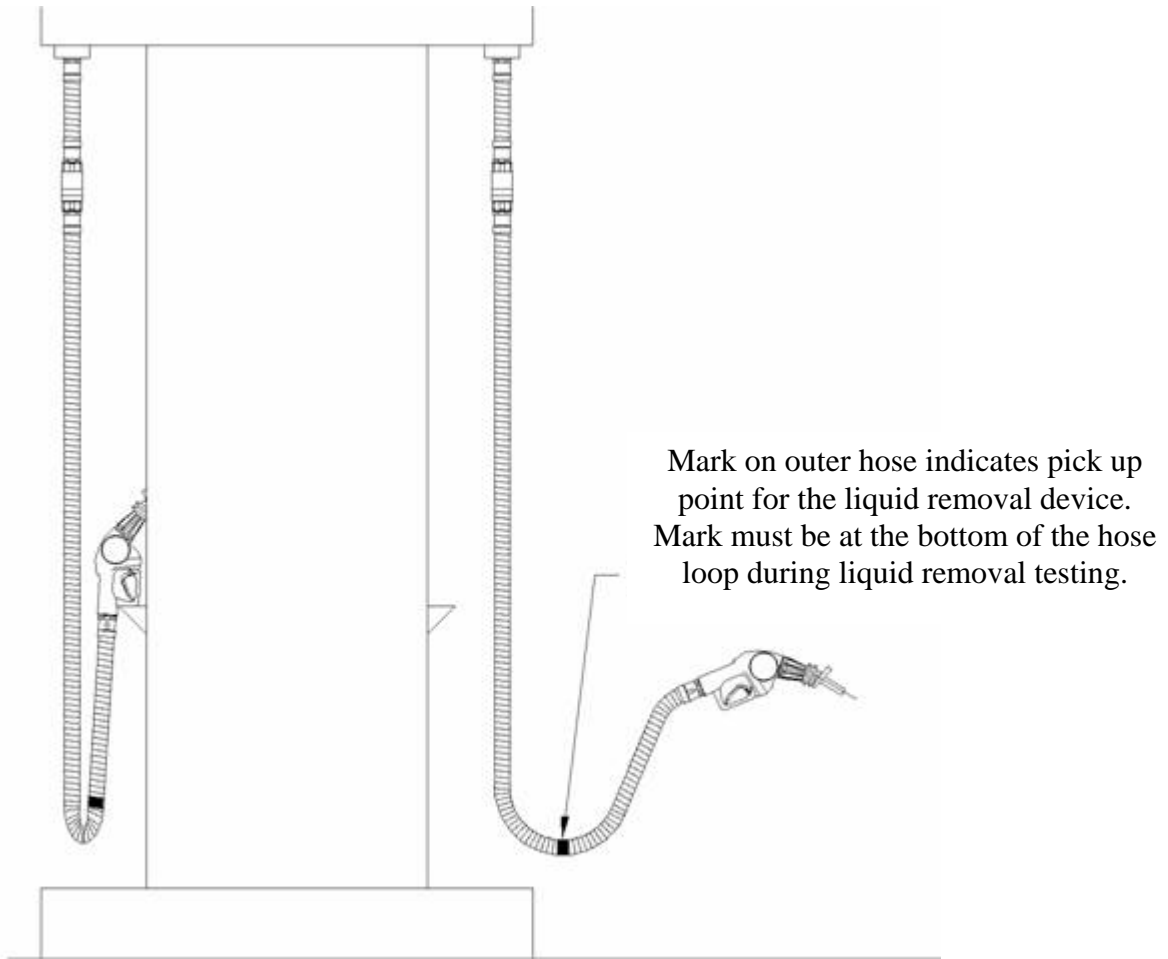 Mark on outer hose indicates pick up
point for the liquid removal device.
Mark must be at the bottom of the hose
loop during liquid removal testing.